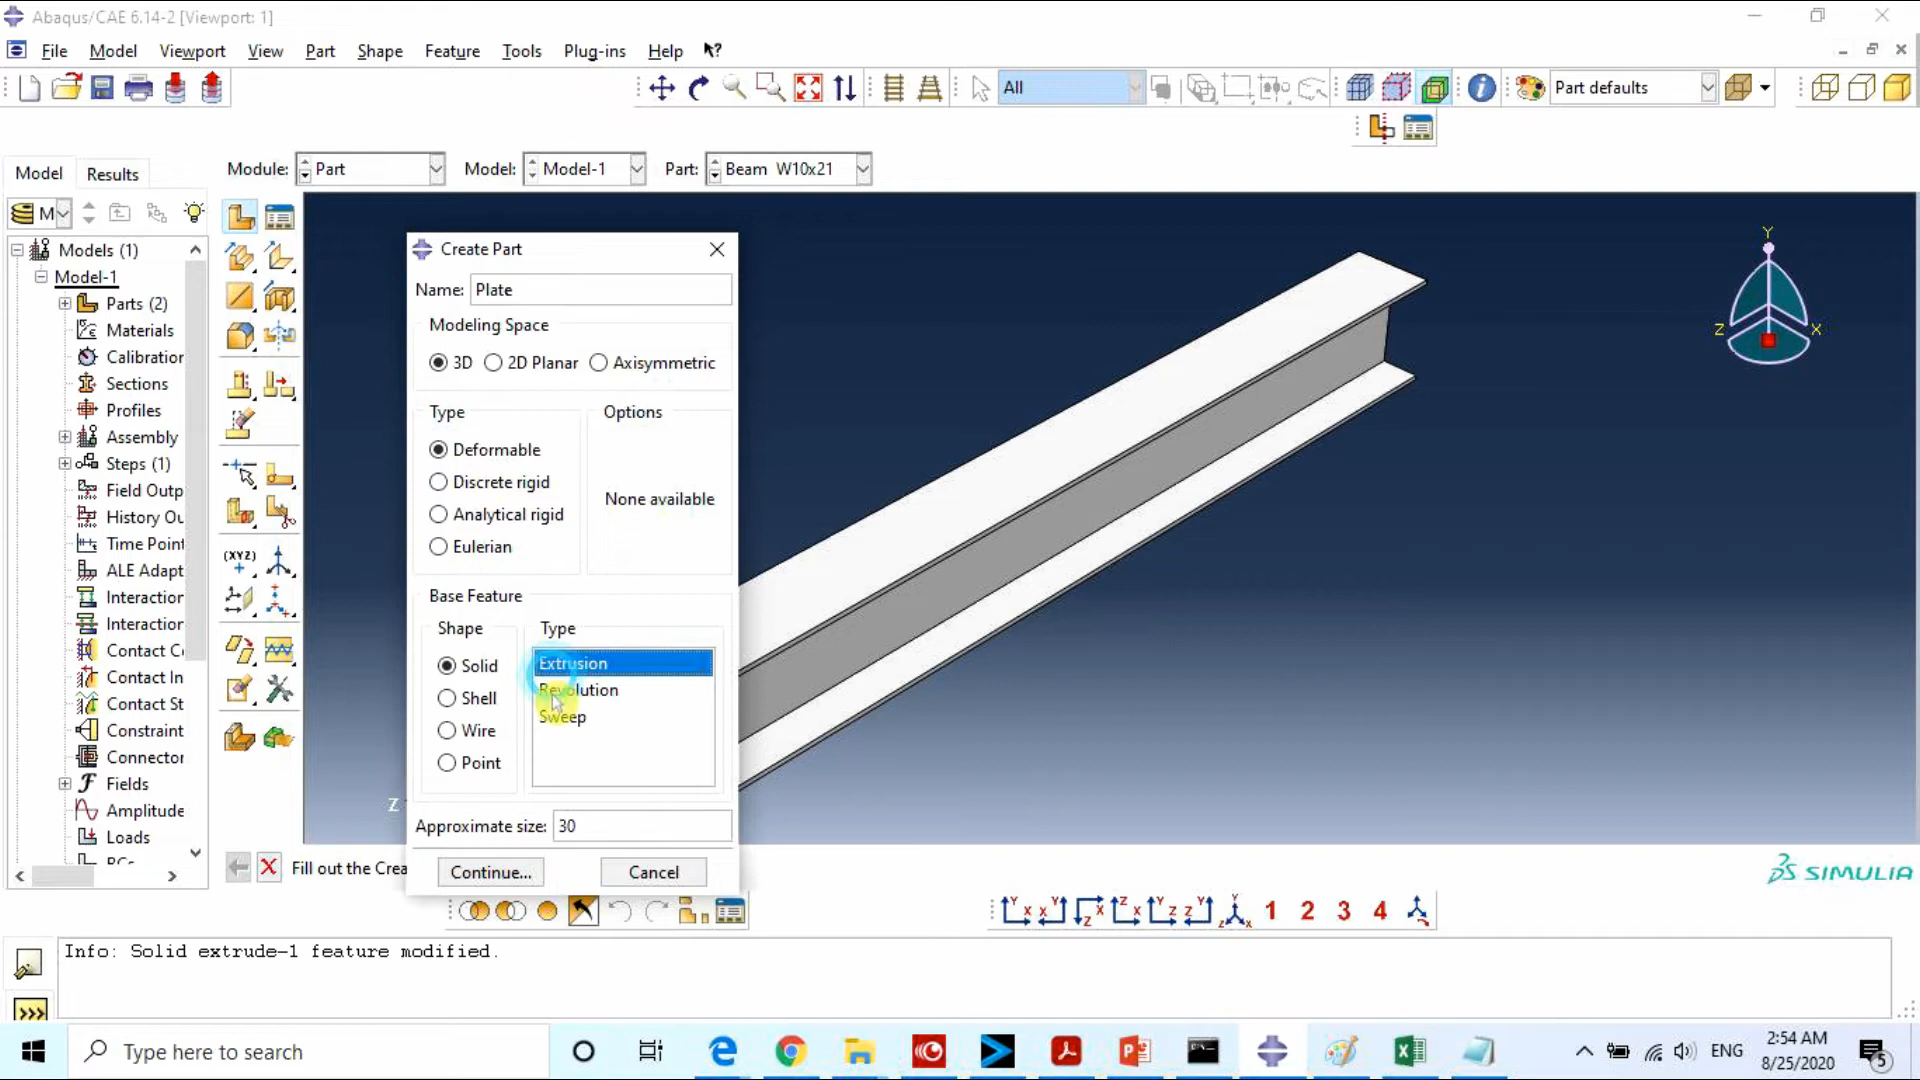 Abaqus/CAE 6.14-2 [Viewport: 1]
File Model Viewport View Part Shape Feature Tools Plug-ins Help
All
Part defaults
Model Results
Module: Part Model: Model-1 Part: Beam W10x21
M
Models (1)
Model-1
Parts (2)
Materials
Calibration
Sections
Profiles
Assembly
Steps (1)
Field Outp
History Ou
Time Point
ALE Adapt
Interaction
Interaction
Contact Co
Contact In
Contact St
Constraint
Connector
Fields
Amplitude
Loads
BCs
(XYZ)
Create Part
Name: Plate
Modeling Space
3D 2D Planar Axisymmetric
Type
Options
Deformable
Discrete rigid
Analytical rigid
Eulerian
None available
Base Feature
Shape
Type
Solid
Shell
Wire
Point
Extrusion
Revolution
Sweep
Approximate size: 30
Continue... Cancel
Y
Z X
Z
Fill out the Crea
SIMULIA
1 2 3 4
Info: Solid extrude-1 feature modified.
>>>
Type here to search
ENG
2:54 AM
8/25/2020
5